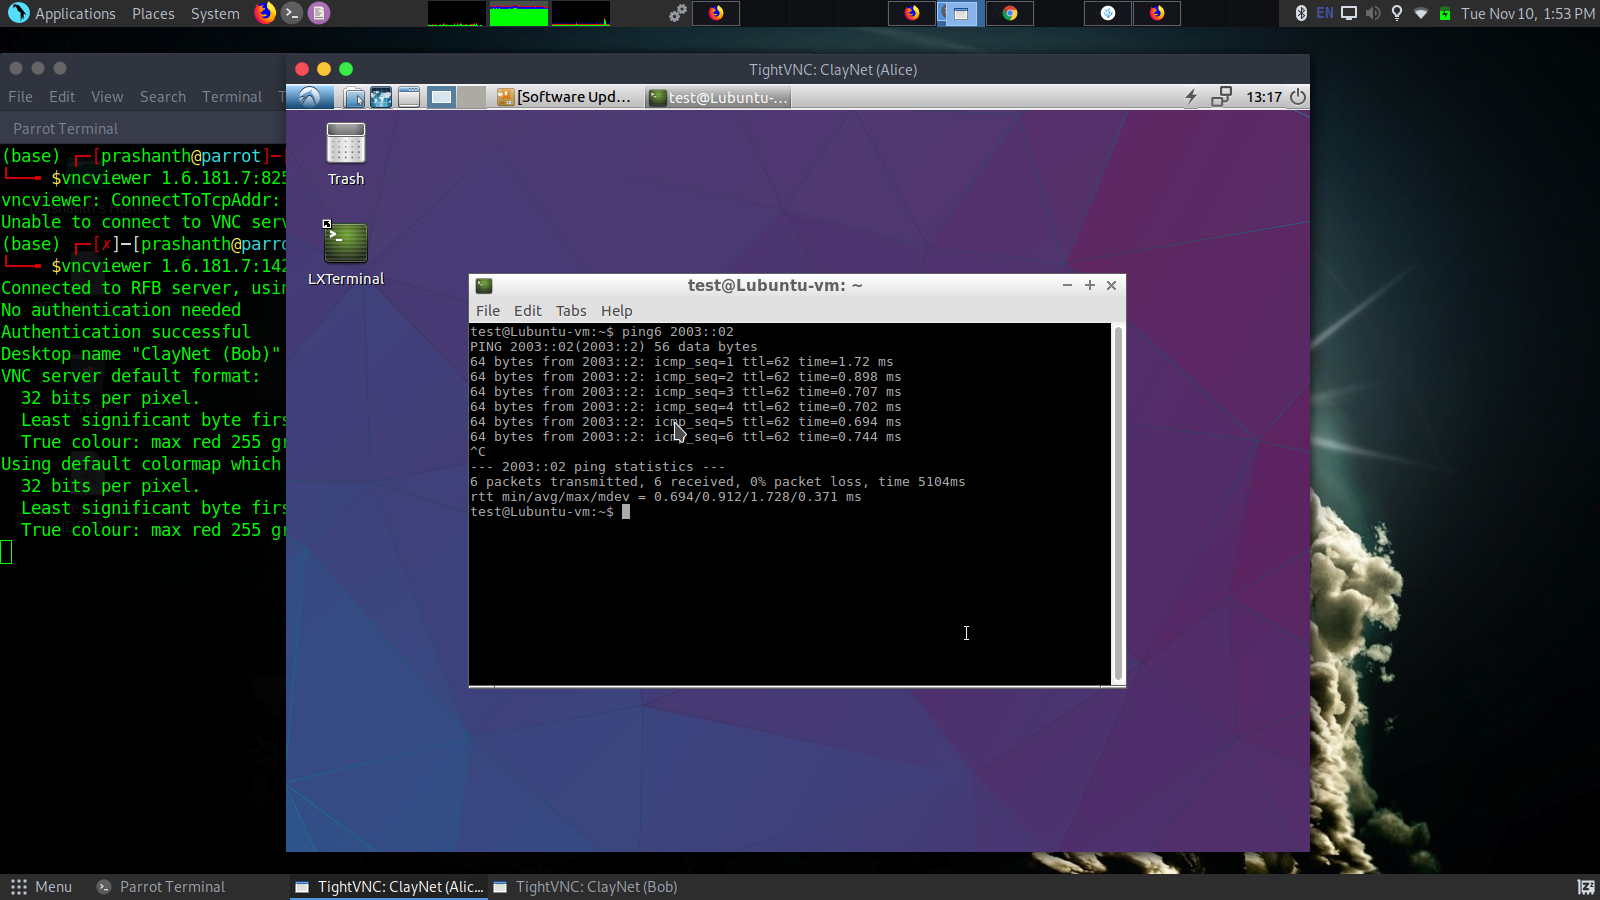 Applications Places System
EN
Tue Nov 10, 1:53 PM
TightVNC: ClayNet (Alice)
File Edit View Search Terminal T
Parrot Terminal
(base) ┌─[prashanth@parrot]─
└──╼ $vncviewer 1.6.181.7:825
vncviewer: ConnectToTcpAddr:
Unable to connect to VNC serv
(base) ┌─[✗]─[prashanth@parro
└──╼ $vncviewer 1.6.181.7:142
Connected to RFB server, usin
No authentication needed
Authentication successful
Desktop name "ClayNet (Bob)"
VNC server default format:
32 bits per pixel.
Least significant byte firs
True colour: max red 255 gr
Using default colormap which
32 bits per pixel.
Least significant byte firs
True colour: max red 255 gr
[Software Upd...
test@Lubuntu-...
13:17
Trash
LXTerminal
test@Lubuntu-vm: ~
File Edit Tabs Help
test@Lubuntu-vm:~$ ping6 2003::02
PING 2003::02(2003::2) 56 data bytes
64 bytes from 2003::2: icmp_seq=1 ttl=62 time=1.72 ms
64 bytes from 2003::2: icmp_seq=2 ttl=62 time=0.898 ms
64 bytes from 2003::2: icmp_seq=3 ttl=62 time=0.707 ms
64 bytes from 2003::2: icmp_seq=4 ttl=62 time=0.702 ms
64 bytes from 2003::2: icmp_seq=5 ttl=62 time=0.694 ms
64 bytes from 2003::2: icmp_seq=6 ttl=62 time=0.744 ms
^C
--- 2003::02 ping statistics ---
6 packets transmitted, 6 received, 0% packet loss, time 5104ms
rtt min/avg/max/mdev = 0.694/0.912/1.728/0.371 ms
test@Lubuntu-vm:~$
Menu
Parrot Terminal
TightVNC: ClayNet (Alic...
TightVNC: ClayNet (Bob)